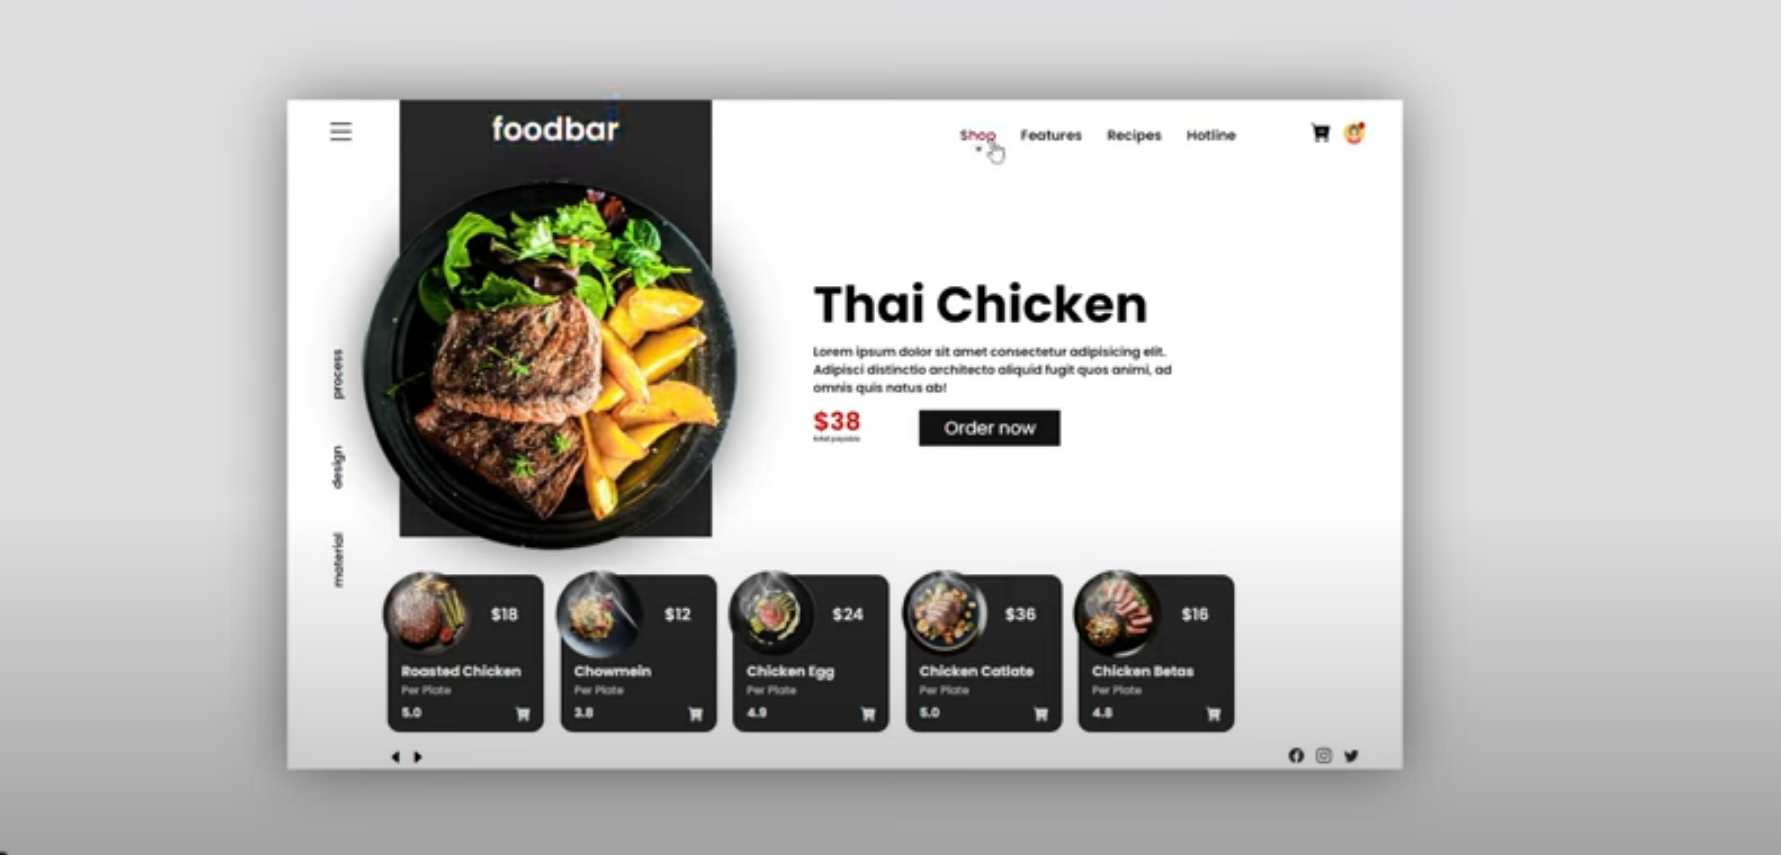 foodbar
Shop Features Recipes Hotline
Thai Chicken
Lorem ipsum dolor sit amet consectetur adipisicing elit.
Adipisci distinctio architecto aliquid fugit quos animi, ad
omnis quis natus ab!
$38
total payable
Order now
process
design
material
$18
Roasted Chicken
Per Plate
5.0
$12
Chowmein
Per Plate
3.8
$24
Chicken Egg
Per Plate
4.9
$36
Chicken Catlate
Per Plate
5.0
$16
Chicken Betas
Per Plate
4.8